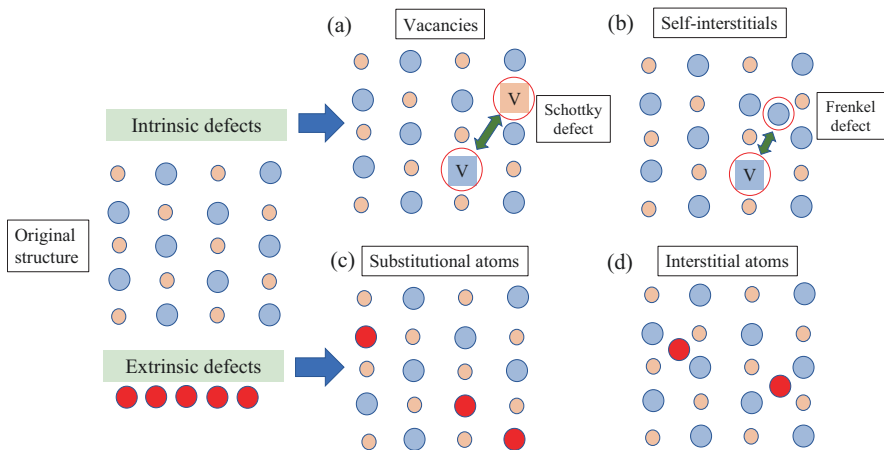 (a)
Vacancies
(b)
Self-interstitials
Intrinsic defects
V
Schottky
defect
V
Frenkel
defect
V
Original
structure
(c)
Substitutional atoms
(d)
Interstitial atoms
Extrinsic defects